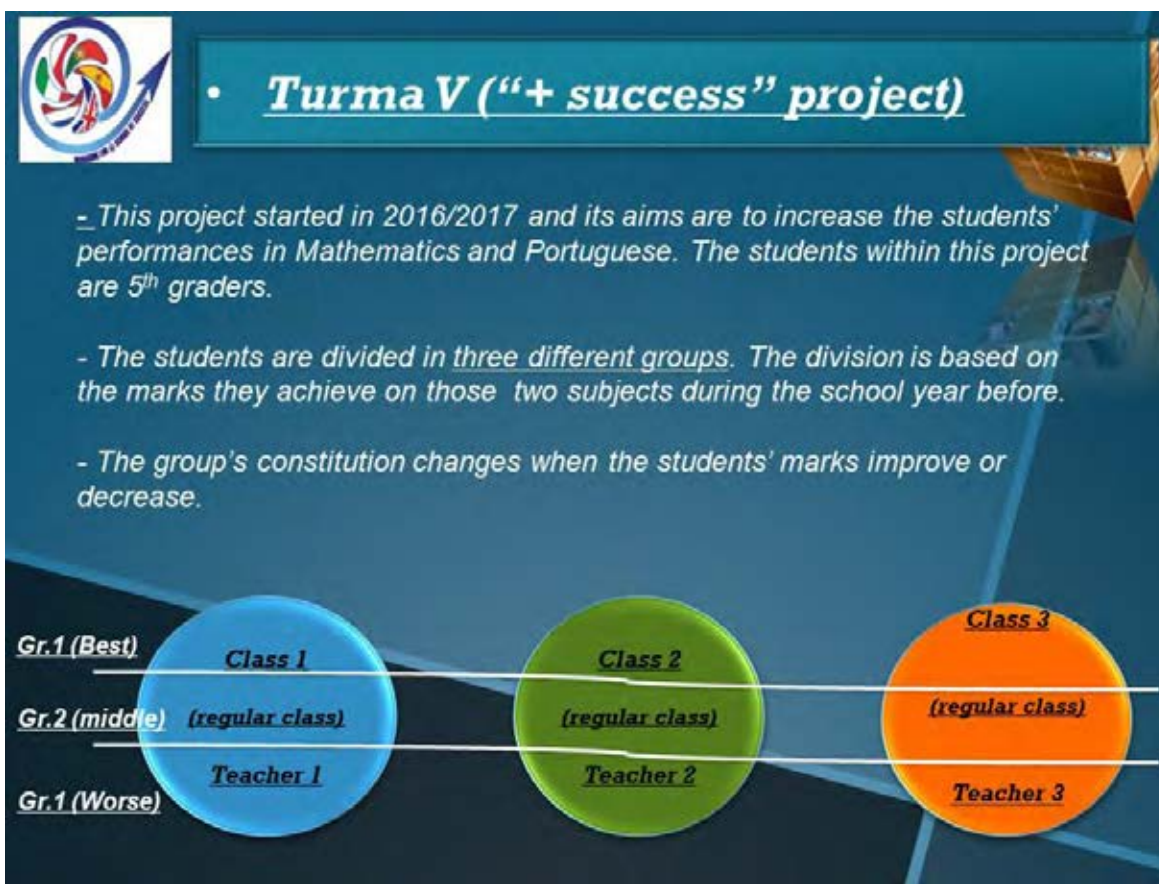 • Turma V (“+ success” project)
- This project started in 2016/2017 and its aims are to increase the students’
performances in Mathematics and Portuguese. The students within this project
are 5th graders.
- The students are divided in three different groups. The division is based on
the marks they achieve on those two subjects during the school year before.
- The group’s constitution changes when the students’ marks improve or
decrease.
Gr.1 (Best)
Gr.2 (middle)
Gr.1 (Worse)
Class 1
(regular class)
Teacher 1
Class 2
(regular class)
Teacher 2
Class 3
(regular class)
Teacher 3